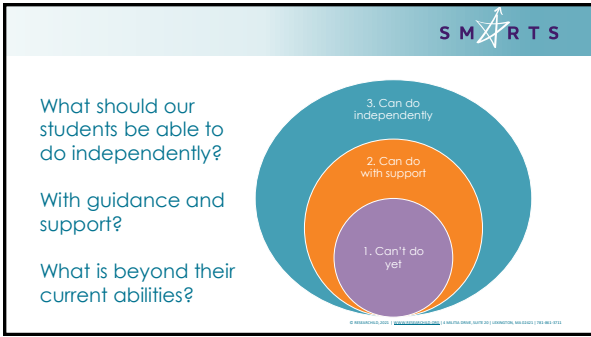 SMARTS
What should our
students be able to
do independently?
With guidance and
support?
What is beyond their
current abilities?
3. Can do
independently
2. Can do
with support
1. Can't do
yet